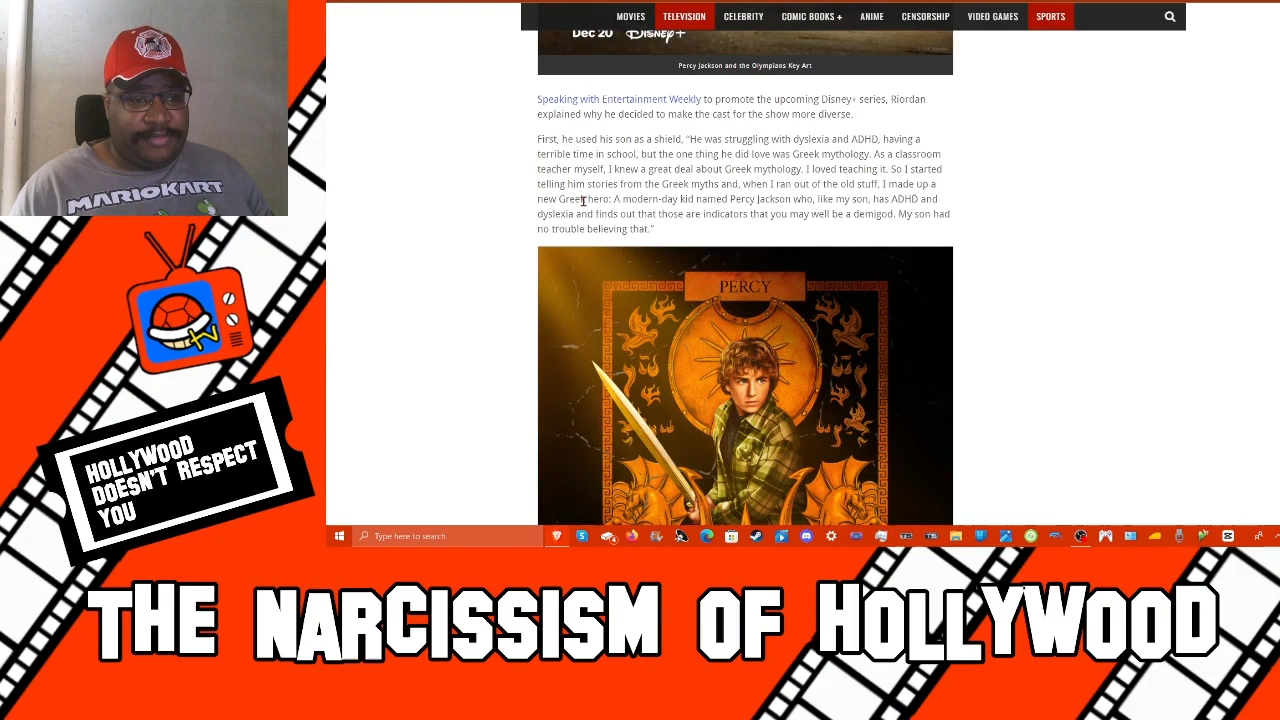 MOVIES TELEVISION CELEBRITY COMIC BOOKS + ANIME CENSORSHIP VIDEO GAMES SPORTS
Dec 20 Disney+
Percy Jackson and the Olympians Key Art
Speaking with Entertainment Weekly to promote the upcoming Disney+ series, Riordan
explained why he decided to make the cast for the show more diverse.
First, he used his son as a shield, “He was struggling with dyslexia and ADHD, having a
terrible time in school, but the one thing he did love was Greek mythology. As a classroom
teacher myself, I knew a great deal about Greek mythology. I loved teaching it. So I started
telling him stories from the Greek myths and, when I ran out of the old stuff, I made up a
new Greek hero: A modern-day kid named Percy Jackson who, like my son, has ADHD and
dyslexia and finds out that those are indicators that you may well be a demigod. My son had
no trouble believing that.”
PERCY
MARIOKART
tv
HOLLYWOOD
DOESN'T RESPECT
YOU
Type here to search
THE NARCISSISM OF HOLLYWOOD